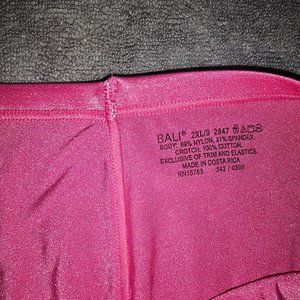 BALI® 2XL/9 2847
BODY: 69% NYLON, 31% SPANDEX.
CROTCH: 100% COTTON.
EXCLUSIVE OF TRIM AND ELASTICS.
MADE IN COSTA RICA
RN15763 342 /